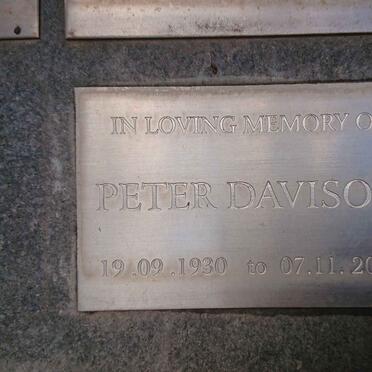 IN LOVING MEMORY O
PETER DAVISO
19.09.1930 to 07.11.20